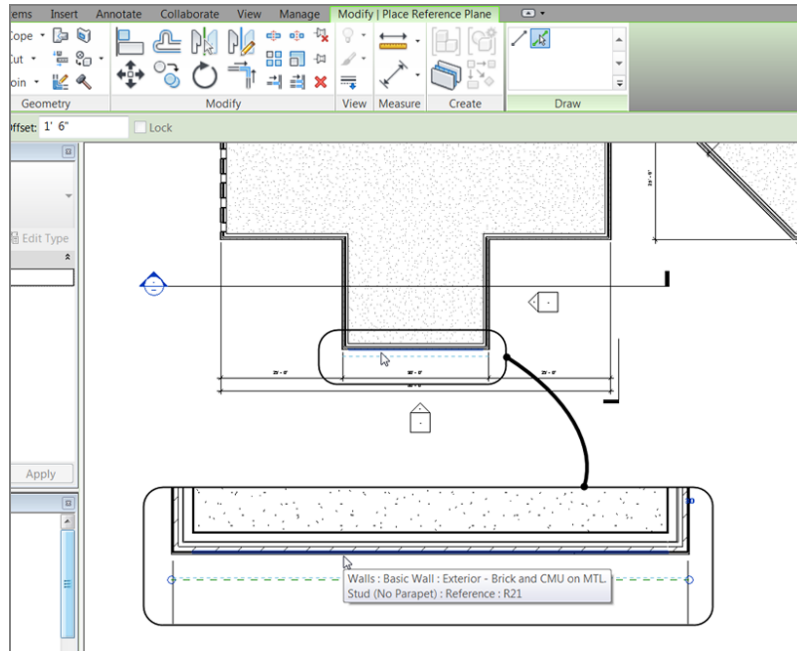 ems Insert Annotate Collaborate View Manage Modify | Place Reference Plane
ope
ut
oin
Geometry Modify View Measure Create Draw
ffset: 1' 6" Lock
Edit Type
Apply
Walls : Basic Wall : Exterior - Brick and CMU on MTL.
Stud (No Parapet) : Reference : R21